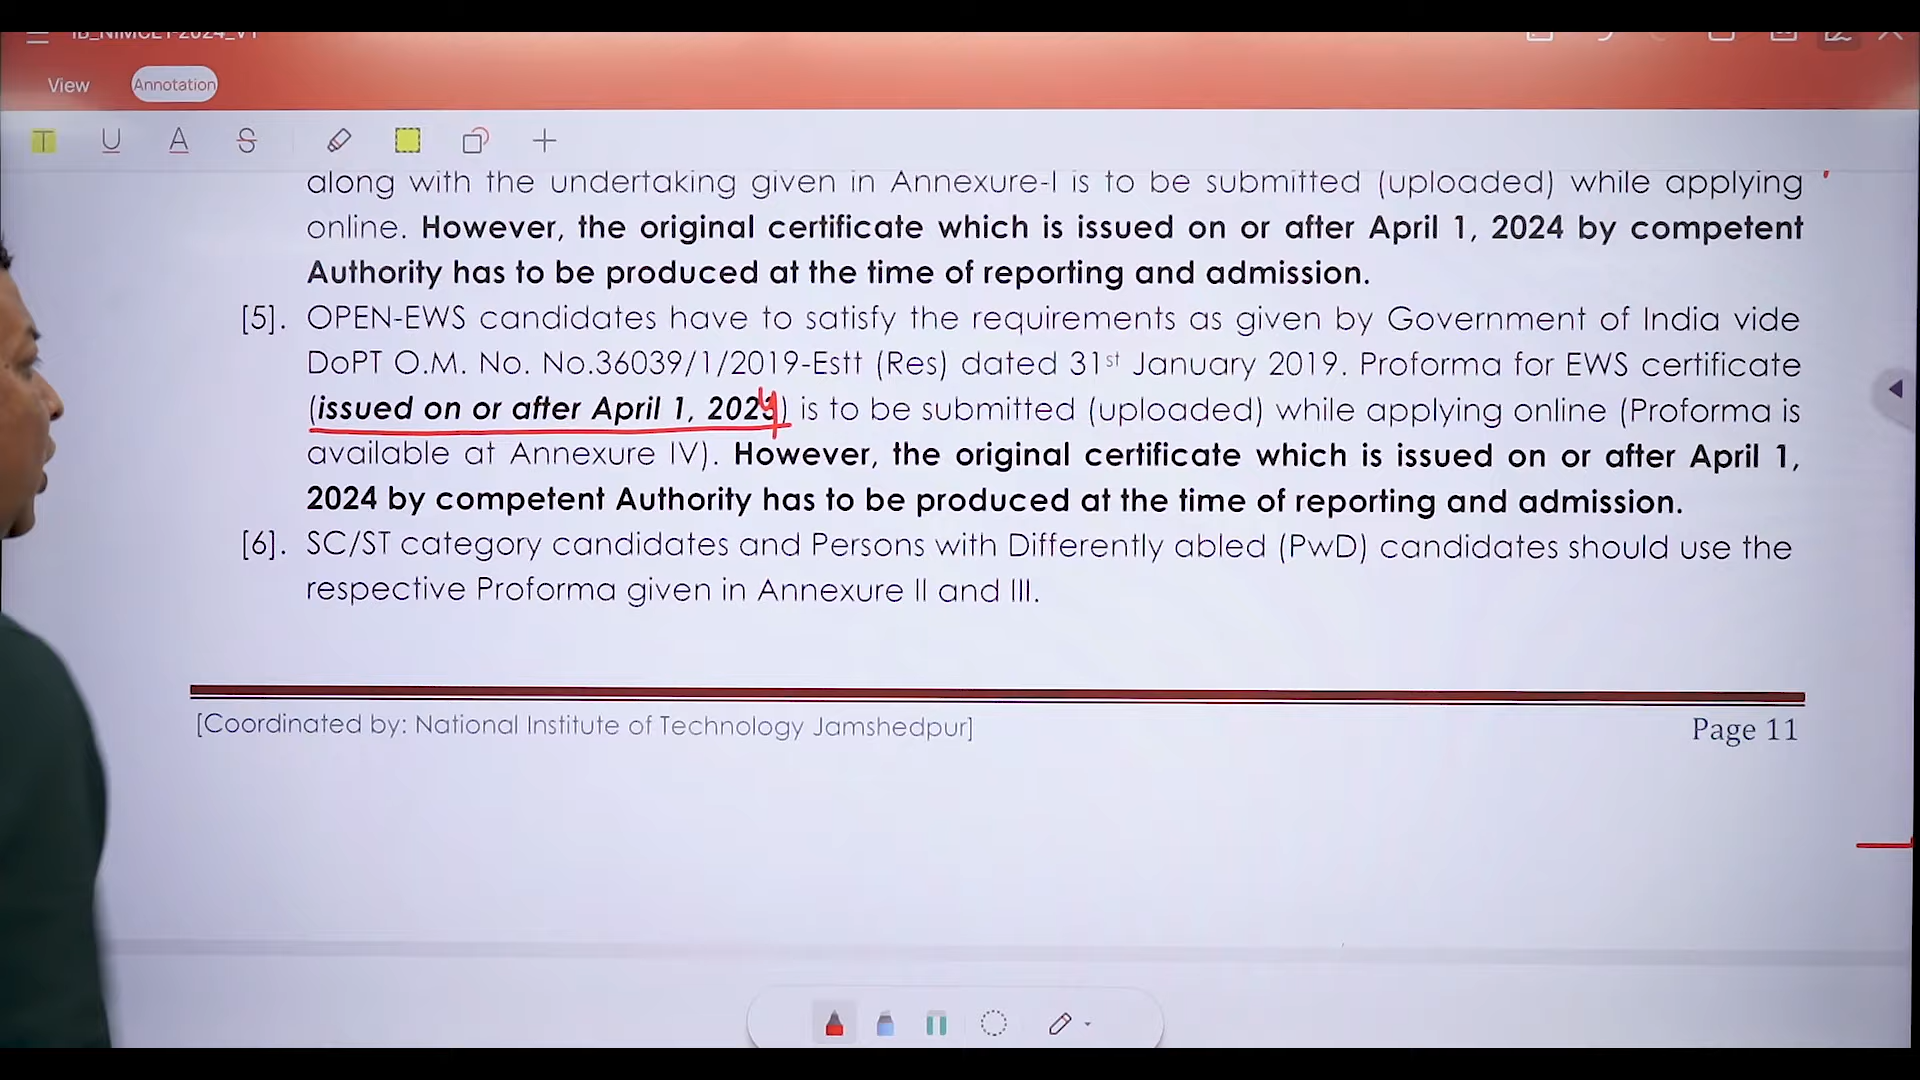 IB_NIMCET-2024_V1
View
Annotation
T U A S
along with the undertaking given in Annexure-I is to be submitted (uploaded) while applying
online. However, the original certificate which is issued on or after April 1, 2024 by competent
Authority has to be produced at the time of reporting and admission.
[5]. OPEN-EWS candidates have to satisfy the requirements as given by Government of India vide
DoPT O.M. No. No.36039/1/2019-Estt (Res) dated 31st January 2019. Proforma for EWS certificate
(issued on or after April 1, 2024) is to be submitted (uploaded) while applying online (Proforma is
available at Annexure IV). However, the original certificate which is issued on or after April 1,
2024 by competent Authority has to be produced at the time of reporting and admission.
[6]. SC/ST category candidates and Persons with Differently abled (PwD) candidates should use the
respective Proforma given in Annexure II and III.
[Coordinated by: National Institute of Technology Jamshedpur]
Page 11